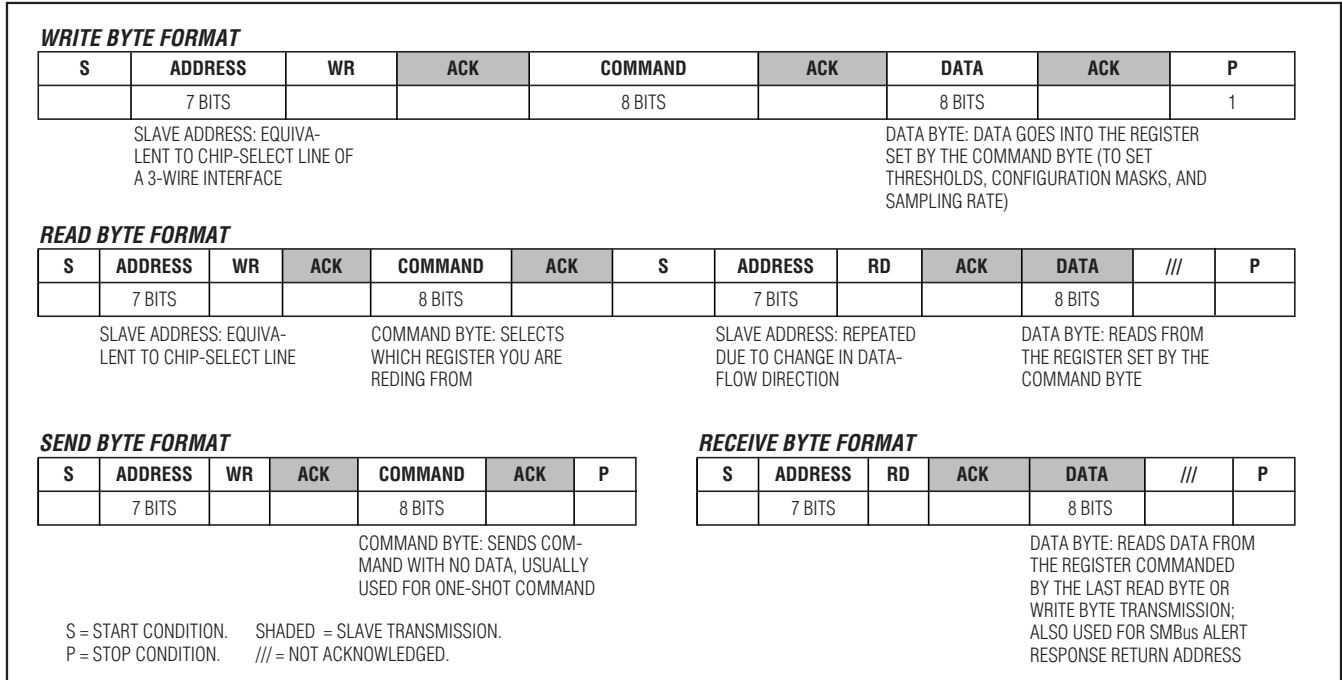 WRITE BYTE FORMAT
S ADDRESS WR ACK COMMAND ACK DATA ACK P
7 BITS 8 BITS 8 BITS 1
SLAVE ADDRESS: EQUIVA-
LENT TO CHIP-SELECT LINE OF
A 3-WIRE INTERFACE
DATA BYTE: DATA GOES INTO THE REGISTER
SET BY THE COMMAND BYTE (TO SET
THRESHOLDS, CONFIGURATION MASKS, AND
SAMPLING RATE)
READ BYTE FORMAT
S ADDRESS WR ACK COMMAND ACK S ADDRESS RD ACK DATA /// P
7 BITS 8 BITS 7 BITS 8 BITS
SLAVE ADDRESS: EQUIVA-
LENT TO CHIP-SELECT LINE
COMMAND BYTE: SELECTS
WHICH REGISTER YOU ARE
REDING FROM
SLAVE ADDRESS: REPEATED
DUE TO CHANGE IN DATA-
FLOW DIRECTION
DATA BYTE: READS FROM
THE REGISTER SET BY THE
COMMAND BYTE
SEND BYTE FORMAT
S ADDRESS WR ACK COMMAND ACK P
7 BITS 8 BITS
COMMAND BYTE: SENDS COM-
MAND WITH NO DATA, USUALLY
USED FOR ONE-SHOT COMMAND
RECEIVE BYTE FORMAT
S ADDRESS RD ACK DATA /// P
7 BITS 8 BITS
DATA BYTE: READS DATA FROM
THE REGISTER COMMANDED
BY THE LAST READ BYTE OR
WRITE BYTE TRANSMISSION;
ALSO USED FOR SMBus ALERT
RESPONSE RETURN ADDRESS
S = START CONDITION. SHADED = SLAVE TRANSMISSION.
P = STOP CONDITION. /// = NOT ACKNOWLEDGED.